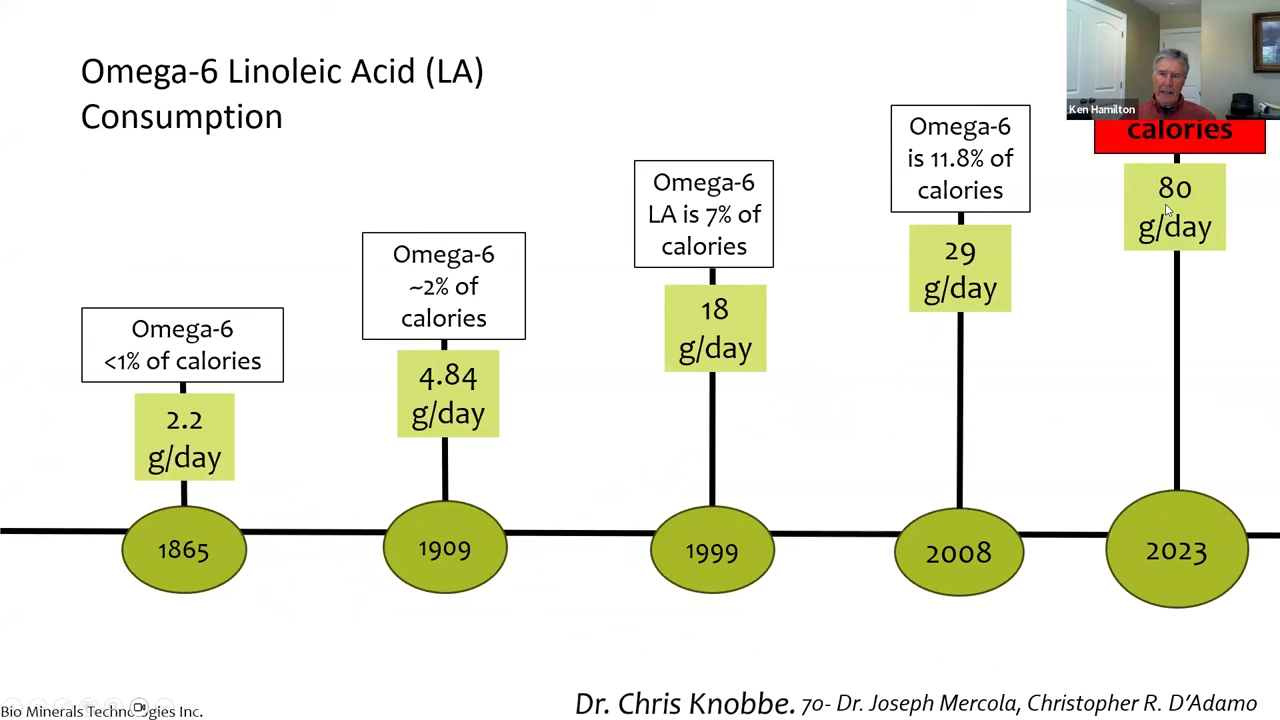 Omega-6 Linoleic Acid (LA)
Consumption
Ken Hamilton
Omega-6
<1% of calories
2.2
g/day
1865
Omega-6
~2% of
calories
4.84
g/day
1909
Omega-6
LA is 7% of
calories
18
g/day
1999
Omega-6
is 11.8% of
calories
29
g/day
2008
calories
80
g/day
2023
Bio Minerals Technologies Inc.
Dr. Chris Knobbe. 70- Dr. Joseph Mercola, Christopher R. D'Adamo